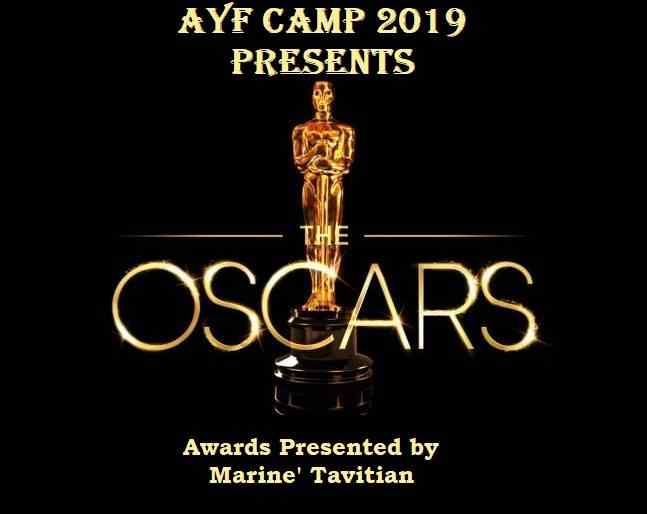 AYF CAMP 2019
PRESENTS
THE
OSCARS
Awards Presented by
Marine' Tavitian